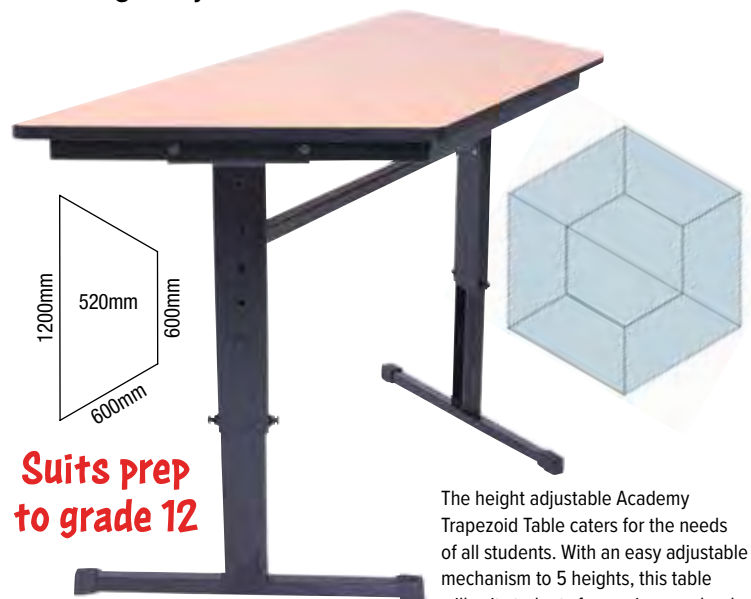 1200mm
520mm
600mm
600mm
Suits prep
to grade 12
The height adjustable Academy
Trapezoid Table caters for the needs
of all students. With an easy adjustable
mechanism to 5 heights, this table